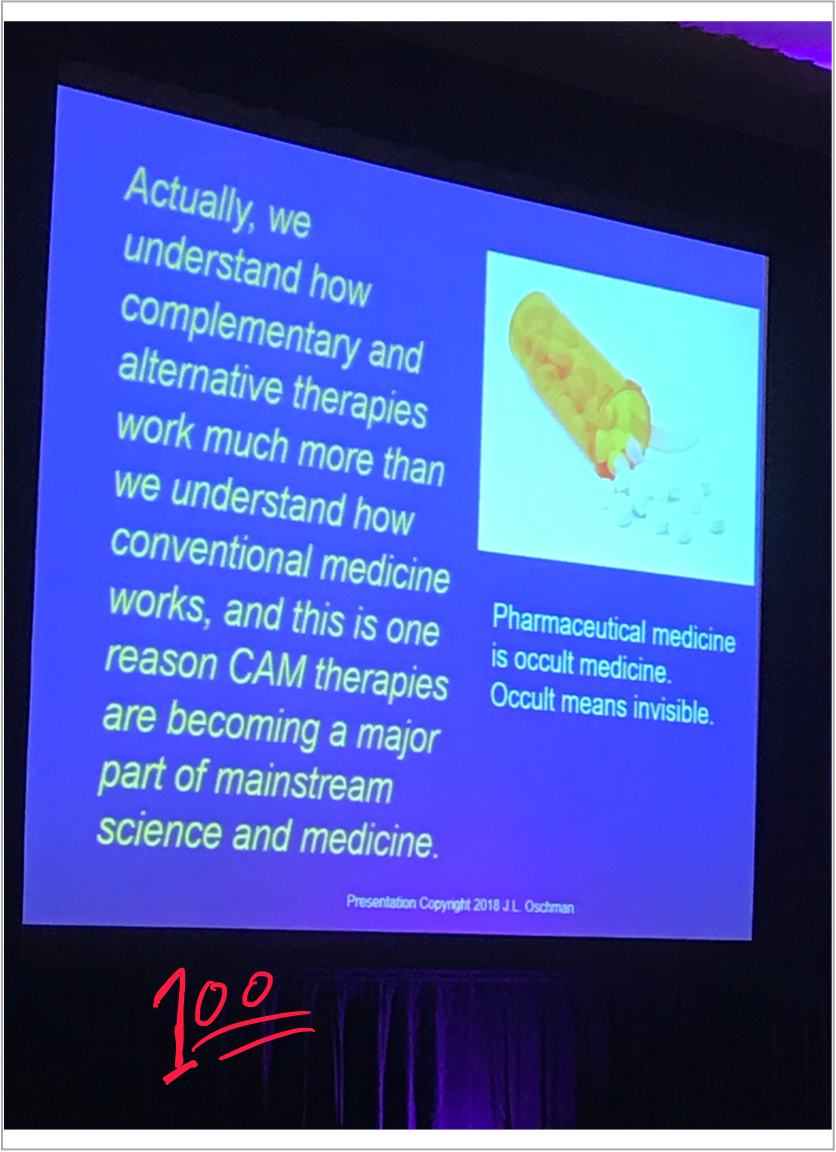 Actually, we
understand how
complementary and
alternative therapies
work much more than
we understand how
conventional medicine
works, and this is one
reason CAM therapies
are becoming a major
part of mainstream
science and medicine.
Pharmaceutical medicine
is occult medicine.
Occult means invisible.
Presentation Copyright 2018 J.L. Oschman
100